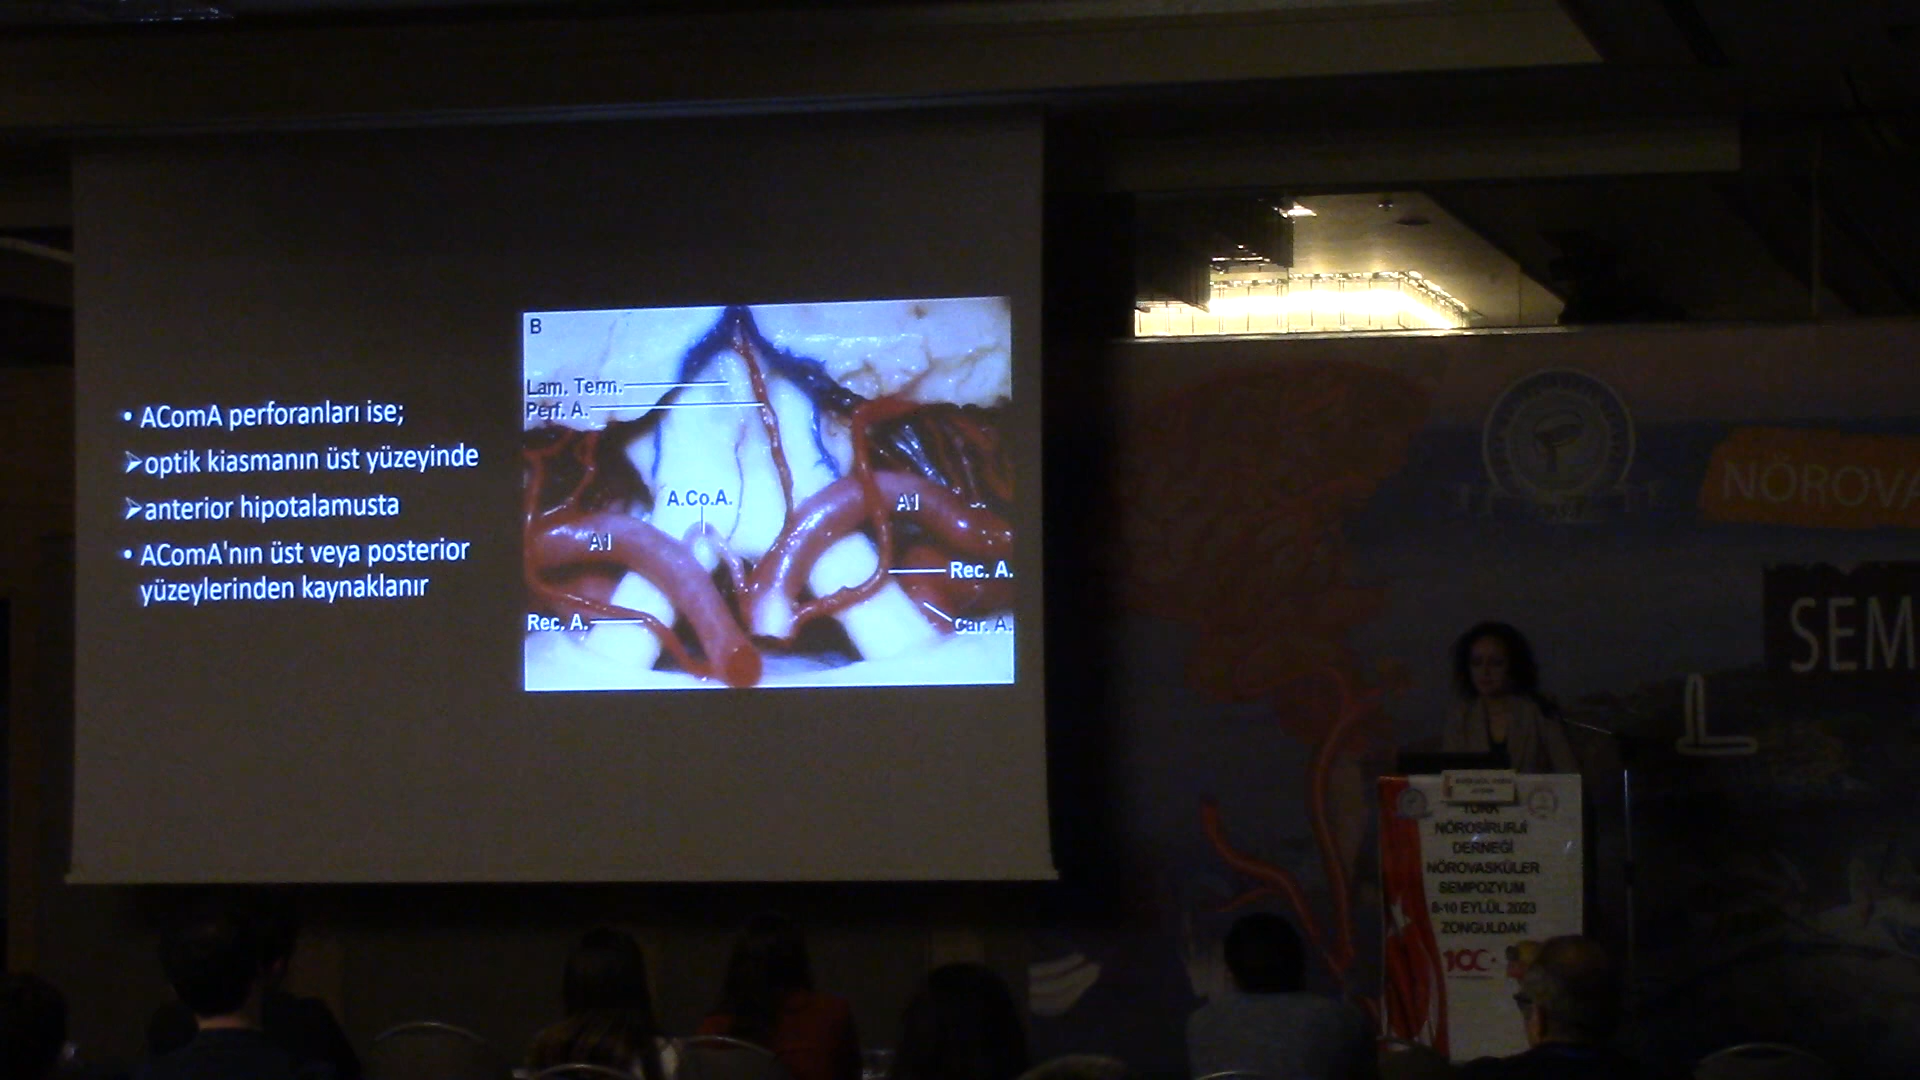 • AComA perforanları ise;
➢optik kiasmanın üst yüzeyinde
➢anterior hipotalamusta
• AComA'nın üst veya posterior
yüzeylerinden kaynaklanır
B
Lam. Term.
Perf. A.
A.Co.A.
A1
A1
Rec. A.
Rec. A.
Car. A.
NÖROVA
SEM
L
TÜRK
NÖROŞİRURJİ
DERNEĞİ
NÖROVASKÜLER
SEMPOZYUM
8-10 EYLÜL 2023
ZONGULDAK
100